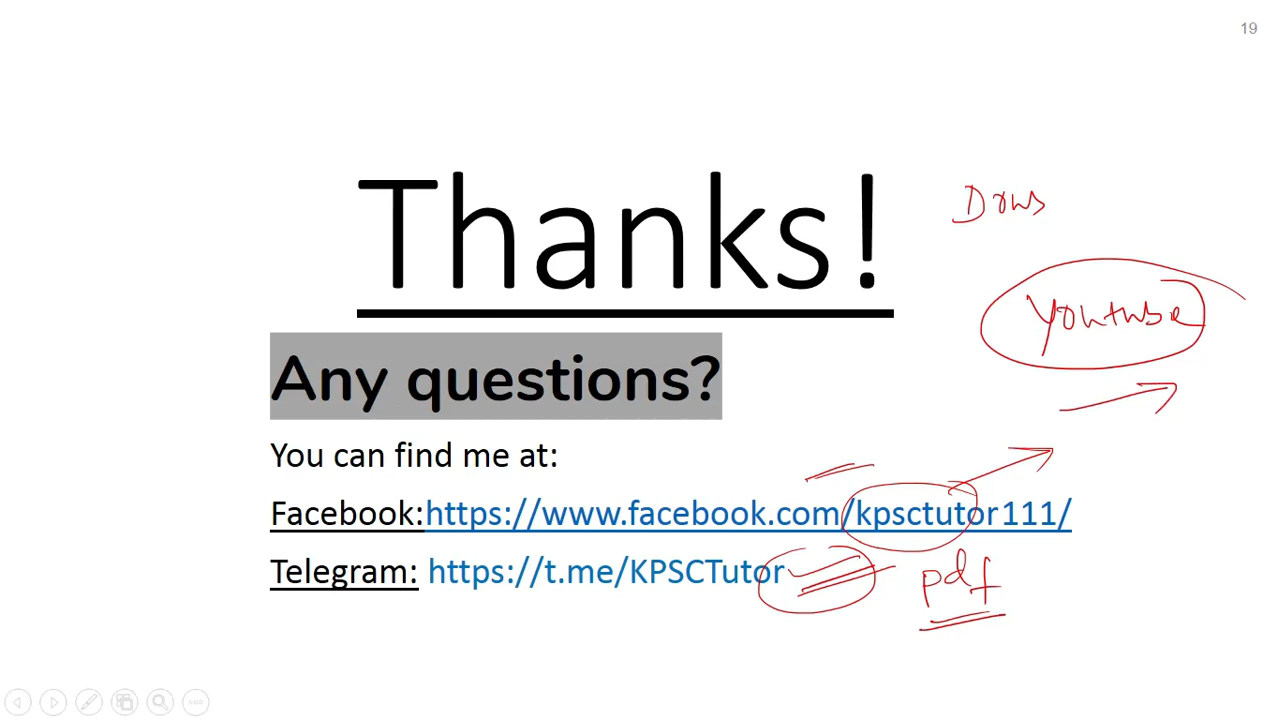 19
Thanks!
Youtube
Any questions?
You can find me at:
Facebook:https://www.facebook.com/kpsctutor111/
Telegram: https://t.me/KPSCTutor
pdf